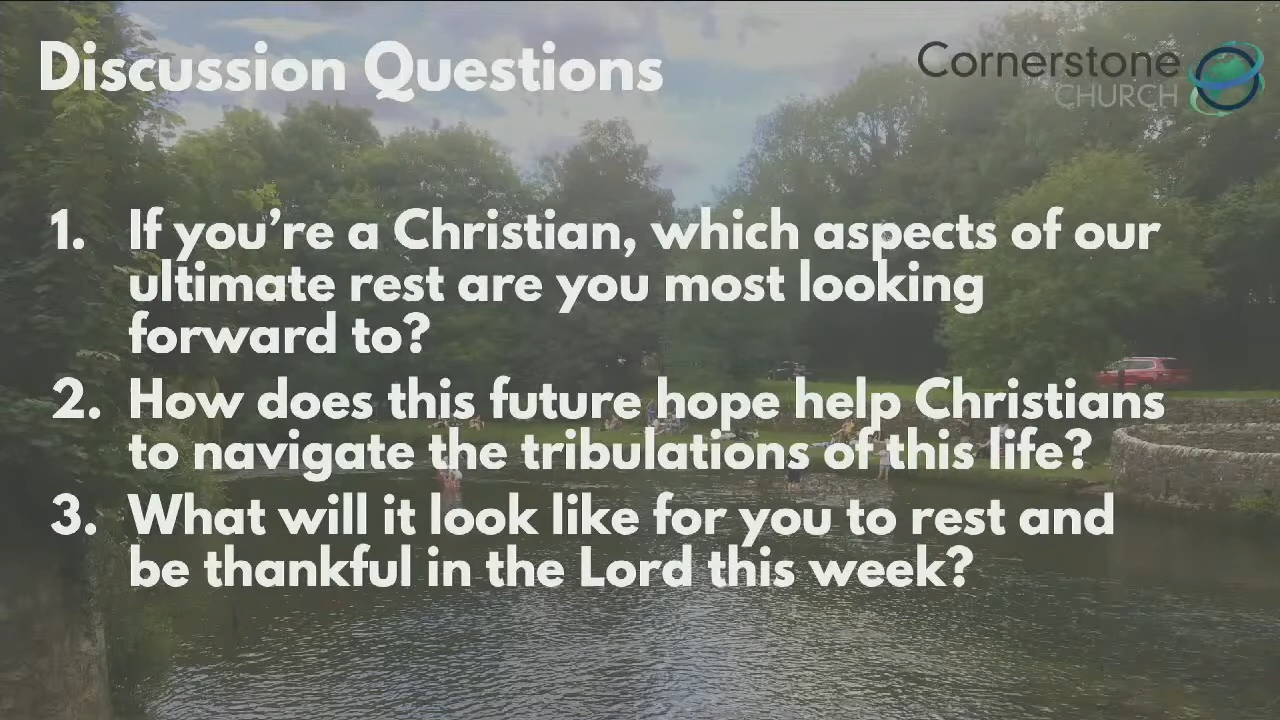 Discussion Questions
Cornerstone
CHURCH
1. If you’re a Christian, which aspects of our
ultimate rest are you most looking
forward to?
2. How does this future hope help Christians
to navigate the tribulations of this life?
3. What will it look like for you to rest and
be thankful in the Lord this week?